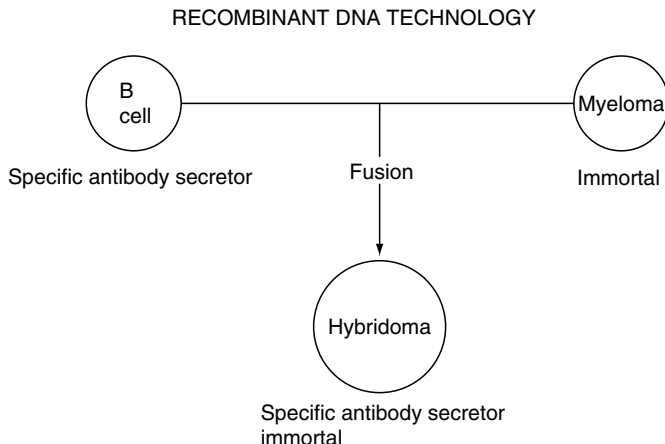 RECOMBINANT DNA TECHNOLOGY
B
cell
Myeloma
Specific antibody secretor
Fusion
Immortal
Hybridoma
Specific antibody secretor
immortal